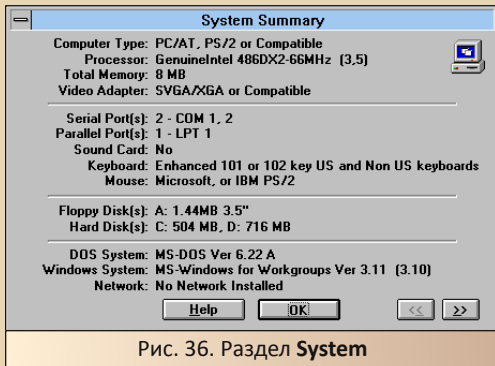 System Summary
Computer Type: PC/AT, PS/2 or Compatible
Processor: GenuineIntel 486DX2-66MHz (3,5)
Total Memory: 8 MB
Video Adapter: SVGA/XGA or Compatible
Serial Port(s): 2 - COM 1, 2
Parallel Port(s): 1 - LPT 1
Sound Card: No
Keyboard: Enhanced 101 or 102 key US and Non US keyboards
Mouse: Microsoft, or IBM PS/2
Floppy Disk(s): A: 1.44MB 3.5"
Hard Disk(s): C: 504 MB, D: 716 MB
DOS System: MS-DOS Ver 6.22 A
Windows System: MS-Windows for Workgroups Ver 3.11 (3.10)
Network: No Network Installed
Help OK << >>
Рис. 36. Раздел System